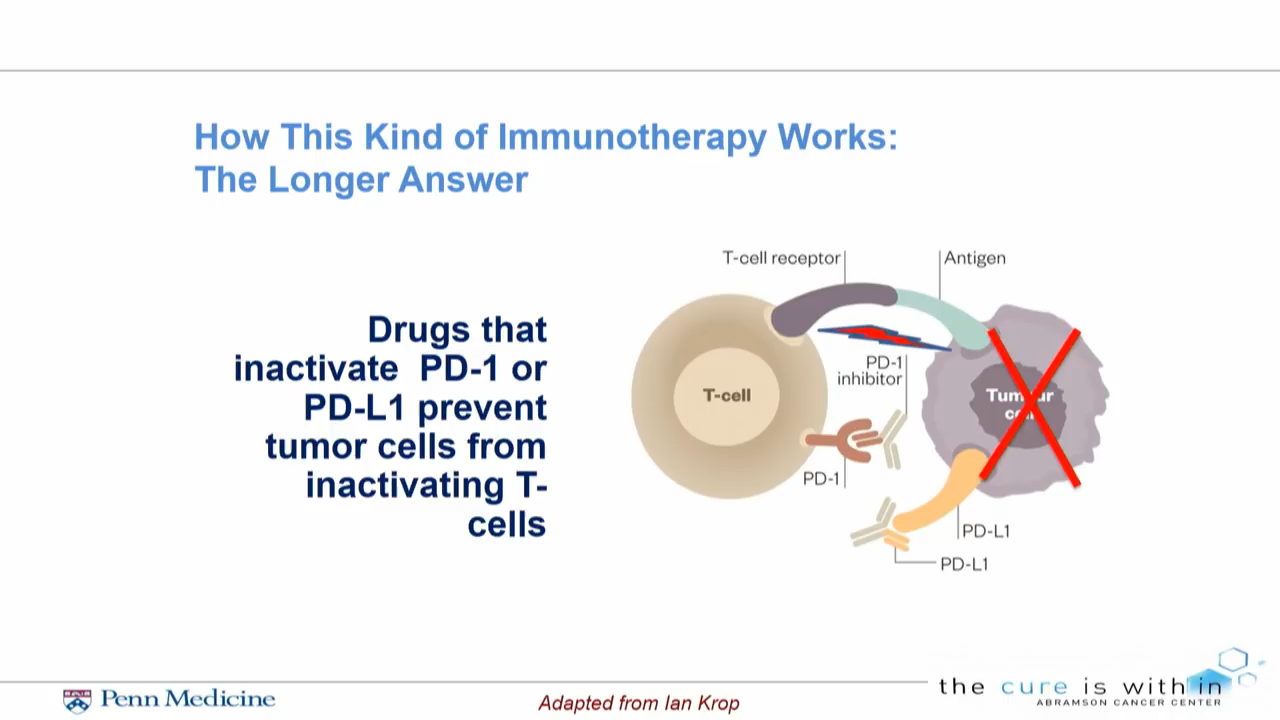 How This Kind of Immunotherapy Works:
The Longer Answer
Drugs that
inactivate PD-1 or
PD-L1 prevent
tumor cells from
inactivating T-
cells
T-cell receptor
Antigen
PD-1
inhibitor
T-cell
Tumour
cell
PD-1
PD-L1
PD-L1
Penn Medicine
Adapted from Ian Krop
the cure is within
ABRAMSON CANCER CENTER